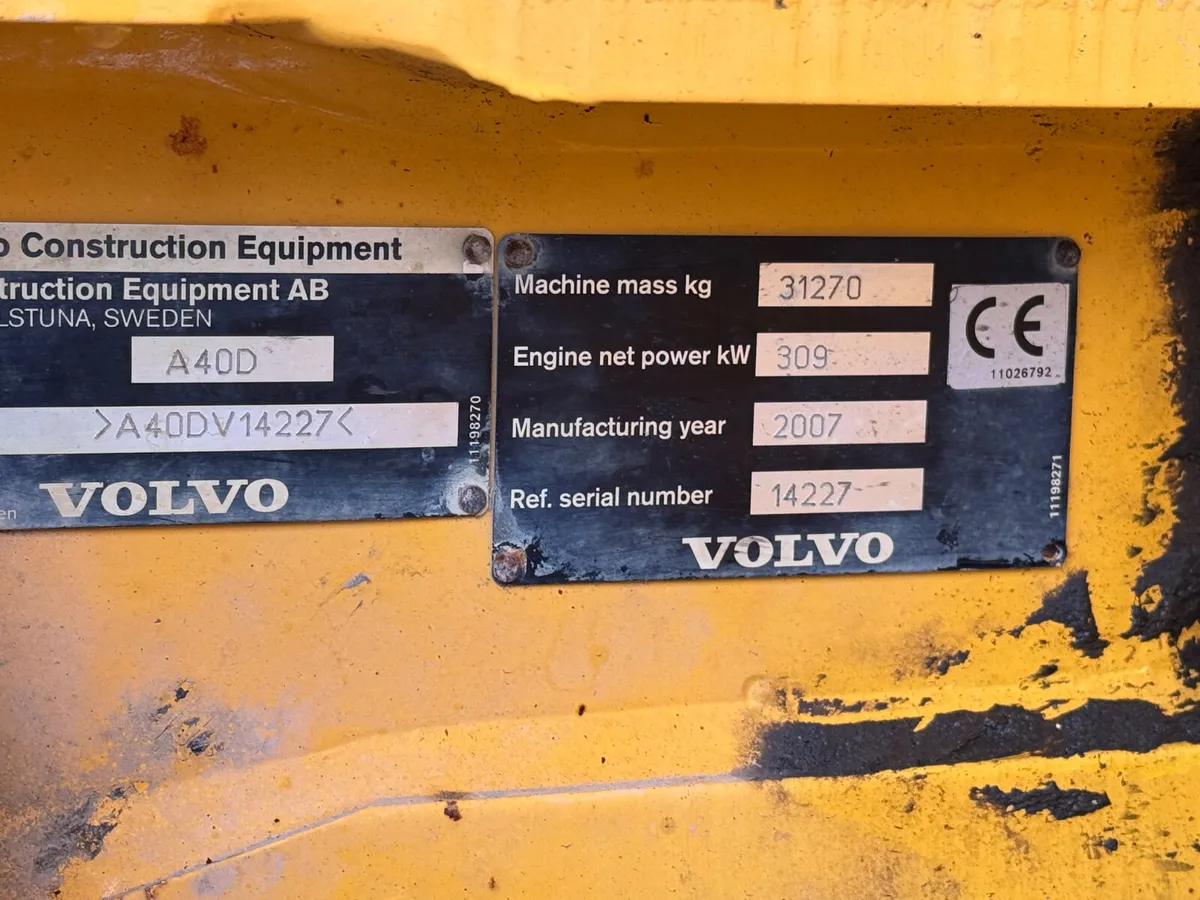 o Construction Equipment
truction Equipment AB
LSTUNA, SWEDEN
A40D
>A40DV14227<
11198270
en
VOLVO
Machine mass kg 31270
Engine net power kW 309
Manufacturing year 2007
Ref. serial number 14227
VOLVO
CE
11026792
11198271